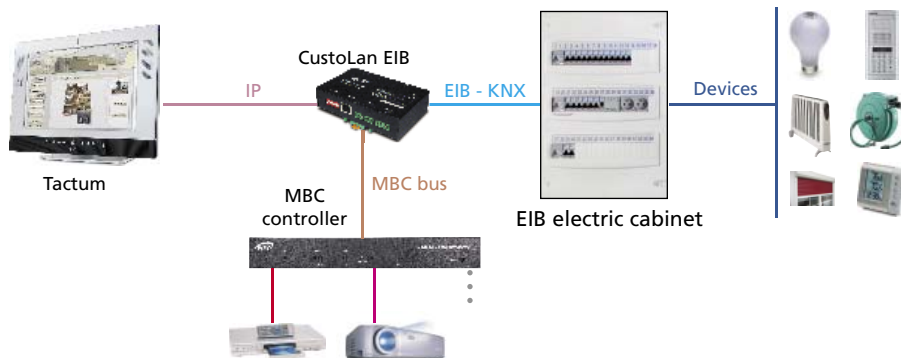 CustoLan EIB
IP
EIB - KNX
Devices
Tactum
MBC bus
MBC
controller
EIB electric cabinet